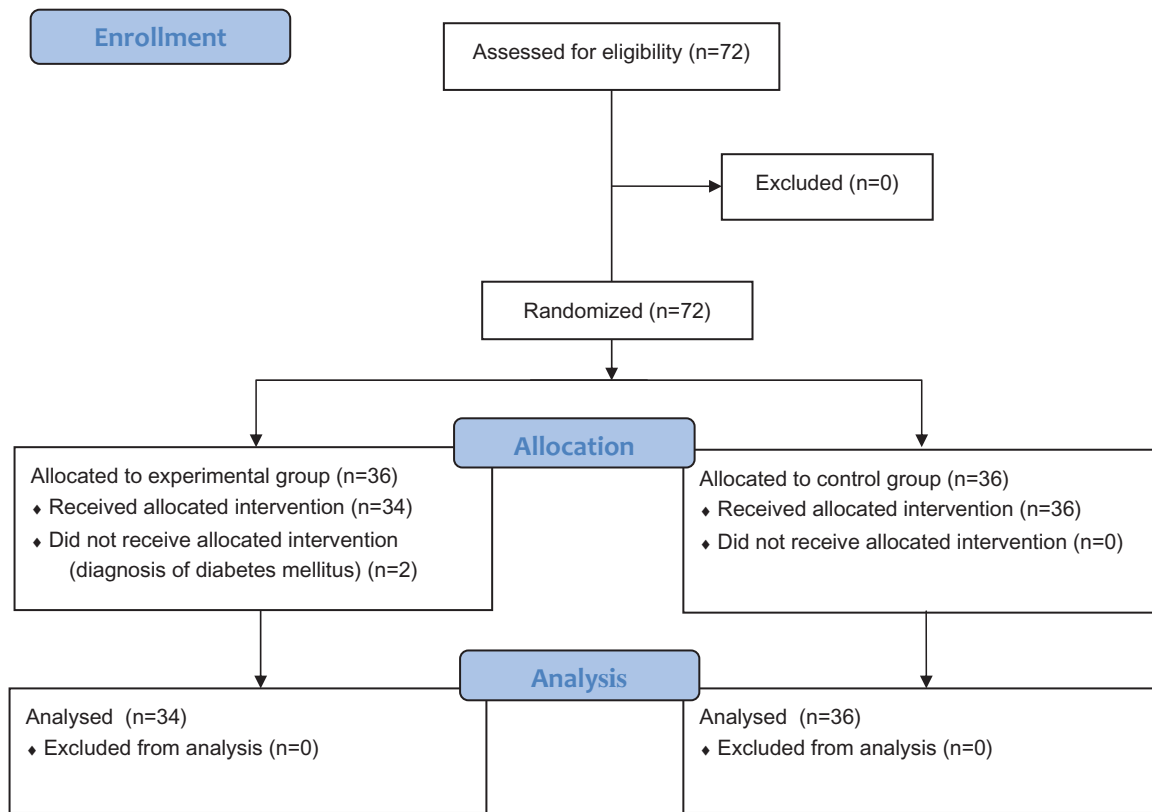 Enrollment
Assessed for eligibility (n=72)
Excluded (n=0)
Randomized (n=72)
Allocation
Allocated to experimental group (n=36)
♦ Received allocated intervention (n=34)
♦ Did not receive allocated intervention
(diagnosis of diabetes mellitus) (n=2)
Allocated to control group (n=36)
♦ Received allocated intervention (n=36)
♦ Did not receive allocated intervention (n=0)
Analysis
Analysed (n=34)
♦ Excluded from analysis (n=0)
Analysed (n=36)
♦ Excluded from analysis (n=0)